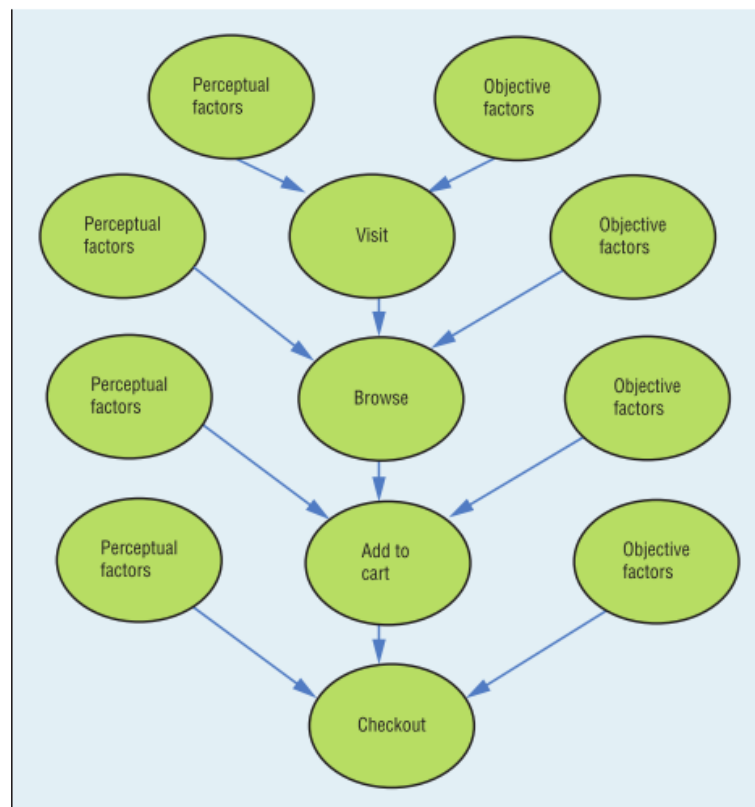 Perceptual
factors
Objective
factors
Perceptual
factors
Visit
Objective
factors
Perceptual
factors
Browse
Objective
factors
Perceptual
factors
Add to
cart
Objective
factors
Checkout